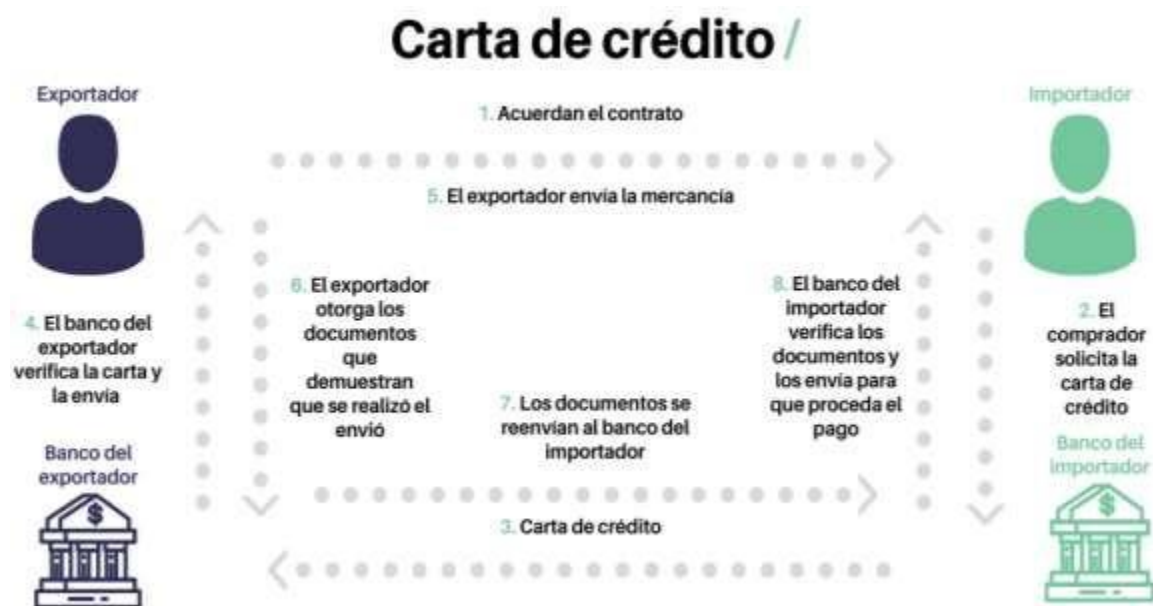 Carta de crédito /
Exportador
Importador
1. Acuerdan el contrato
5. El exportador envía la mercancía
4. El banco del
exportador
verifica la carta y
la envía
6. El exportador
otorga los
documentos
que
demuestran
que se realizó el
envió
7. Los documentos se
reenvían al banco del
importador
8. El banco del
importador
verifica los
documentos y
los envía para
que proceda el
pago
2. El
comprador
solicita la
carta de
crédito
Banco del
exportador
$
3. Carta de crédito
Banco del
importador
$